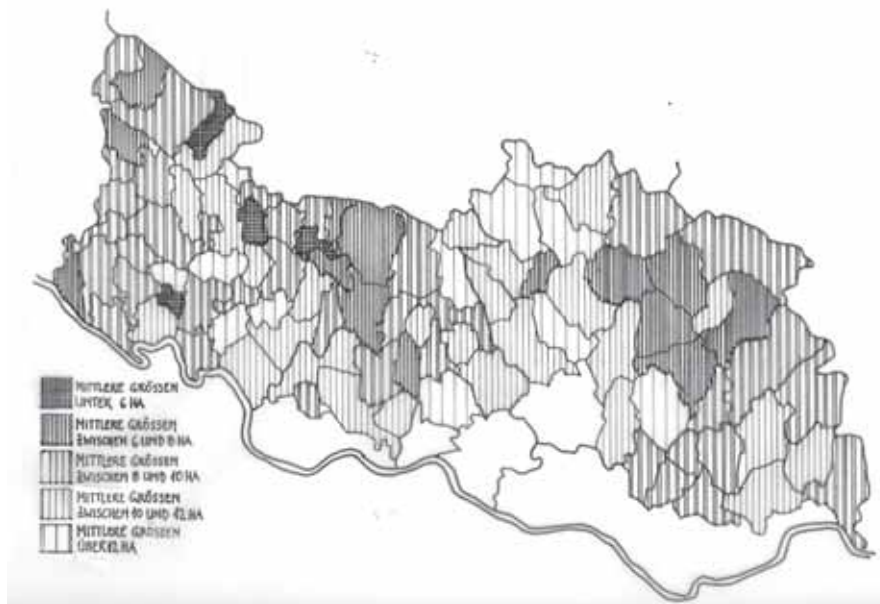 MITTLERE GRÖSSEN
UNTER 6 HA
MITTLERE GRÖSSEN
ZWISCHEN 6 UND 8 HA
MITTLERE GRÖSSEN
ZWISCHEN 8 UND 10 HA
MITTLERE GRÖSSEN
ZWISCHEN 10 UND 12 HA
MITTLERE GRÖSSEN
ÜBER 12 HA